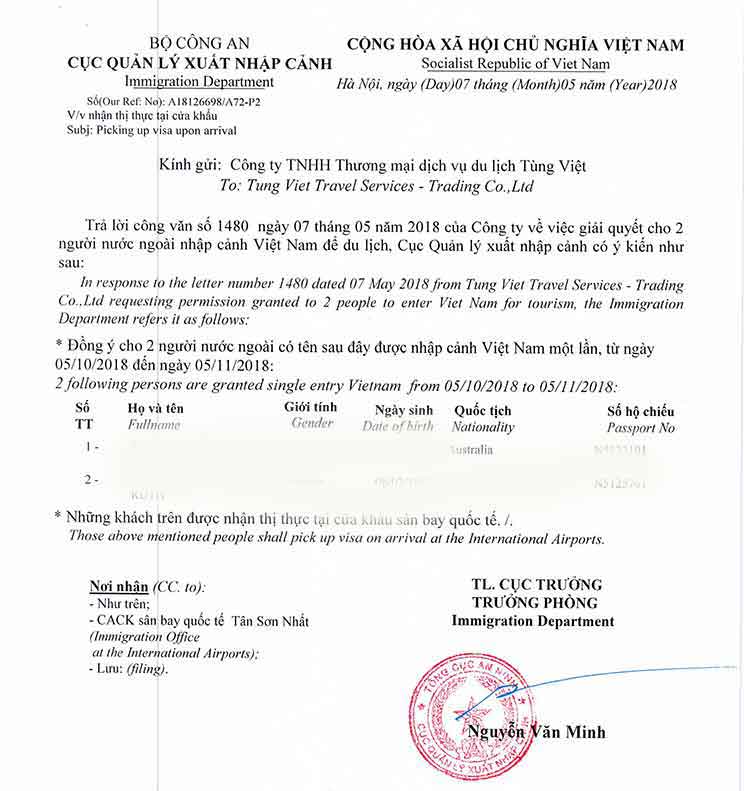 BỘ CÔNG AN
CỤC QUẢN LÝ XUẤT NHẬP CẢNH
Immigration Department
Số(Our Ref: No): A18126698/A72-P2
V/v nhận thị thực tại cửa khẩu
Subj: Picking up visa upon arrival
CỘNG HÒA XÃ HỘI CHỦ NGHĨA VIỆT NAM
Socialist Republic of Viet Nam
Hà Nội, ngày (Day)07 tháng (Month)05 năm (Year)2018
Kính gửi: Công ty TNHH Thương mại dịch vụ du lịch Tùng Việt
To: Tung Viet Travel Services - Trading Co.,Ltd
Trả lời công văn số 1480 ngày 07 tháng 05 năm 2018 của Công ty về việc giải quyết cho 2
người nước ngoài nhập cảnh Việt Nam để du lịch, Cục Quản lý xuất nhập cảnh có ý kiến như
sau:
In response to the letter number 1480 dated 07 May 2018 from Tung Viet Travel Services - Trading
Co.,Ltd requesting permission granted to 2 people to enter Viet Nam for tourism, the Immigration
Department refers it as follows:
* Đồng ý cho 2 người nước ngoài có tên sau đây được nhập cảnh Việt Nam một lần, từ ngày
05/10/2018 đến ngày 05/11/2018:
2 following persons are granted single entry Vietnam from 05/10/2018 to 05/11/2018:
Số TT Họ và tên Giới tính Ngày sinh Quốc tịch Số hộ chiếu
Fullname Gender Date of birth Nationality Passport No
1 - Australia
2 -
* Những khách trên được nhận thị thực tại cửa khẩu sân bay quốc tế. /.
Those above mentioned people shall pick up visa on arrival at the International Airports.
Nơi nhận (CC. to):
- Như trên;
- CACK sân bay quốc tế Tân Sơn Nhất
(Immigration Office
at the International Airports);
- Lưu: (filing).
TL. CỤC TRƯỞNG
TRƯỞNG PHÒNG
Immigration Department
TỔNG CỤC AN NINH
CỤC QUẢN LÝ XUẤT NHẬP CẢNH
Nguyễn Văn Minh